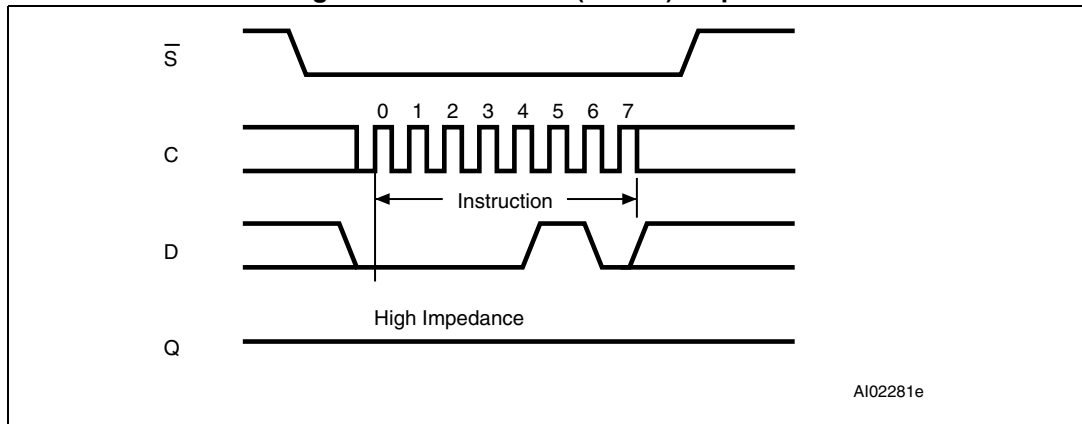 S̅
0 1 2 3 4 5 6 7
C
Instruction
D
High Impedance
Q
AI02281e